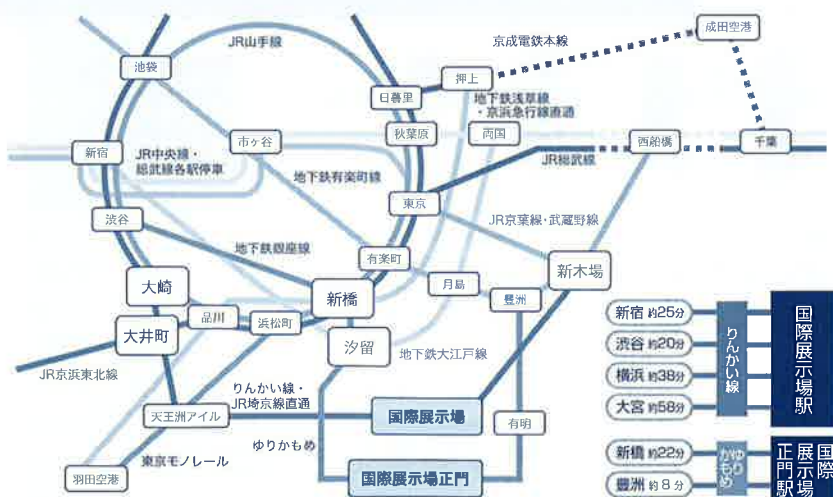 成田空港
京成電鉄本線
JR山手線
池袋
押上
日暮里
地下鉄浅草線
・京浜急行線直通
秋葉原
両国
市ヶ谷
西船橋
千葉
新宿
JR中央線・
総武線各駅停車
JR総武線
地下鉄有楽町線
東京
渋谷
JR京葉線・武蔵野線
地下鉄銀座線
有楽町
新木場
大崎
月島
新橋
豊洲
品川
浜松町
大井町
汐留
地下鉄大江戸線
JR京浜東北線
りんかい線・
JR埼京線直通
天王洲アイル
国際展示場
有明
ゆりかもめ
東京モノレール
羽田空港
国際展示場正門
新宿 約25分
渋谷 約20分
横浜 約38分
大宮 約58分
りんかい線
国際展示場駅
新橋 約22分
豊洲 約8分
ゆり
かもめ
国際
展示場
正門駅